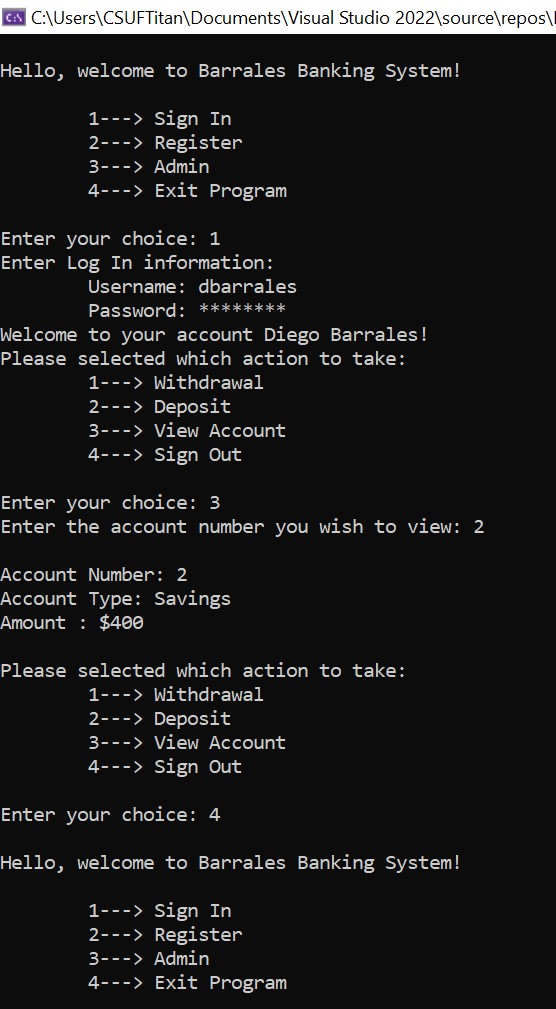 C:\Users\CSUFTitan\Documents\Visual Studio 2022\source\repos\
Hello, welcome to Barrales Banking System!
1---> Sign In
2---> Register
3---> Admin
4---> Exit Program
Enter your choice: 1
Enter Log In information:
Username: dbarrales
Password: ********
Welcome to your account Diego Barrales!
Please selected which action to take:
1---> Withdrawal
2---> Deposit
3---> View Account
4---> Sign Out
Enter your choice: 3
Enter the account number you wish to view: 2
Account Number: 2
Account Type: Savings
Amount : $400
Please selected which action to take:
1---> Withdrawal
2---> Deposit
3---> View Account
4---> Sign Out
Enter your choice: 4
Hello, welcome to Barrales Banking System!
1---> Sign In
2---> Register
3---> Admin
4---> Exit Program